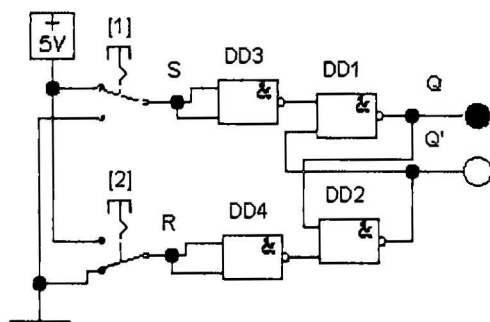 +
5V
[1]
S
DD3
&
DD1
&
Q
Q'
[2]
R
DD4
&
DD2
&